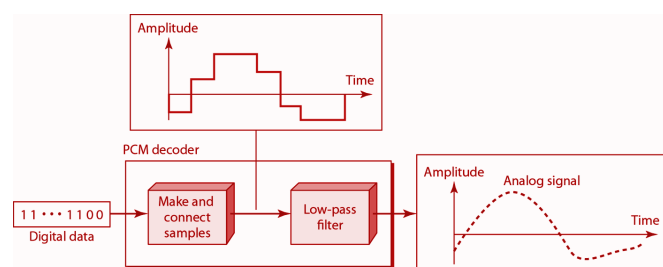 Amplitude
Time
PCM decoder
Make and
connect
samples
Low-pass
filter
11 ••• 1100
Digital data
Amplitude
Analog signal
Time